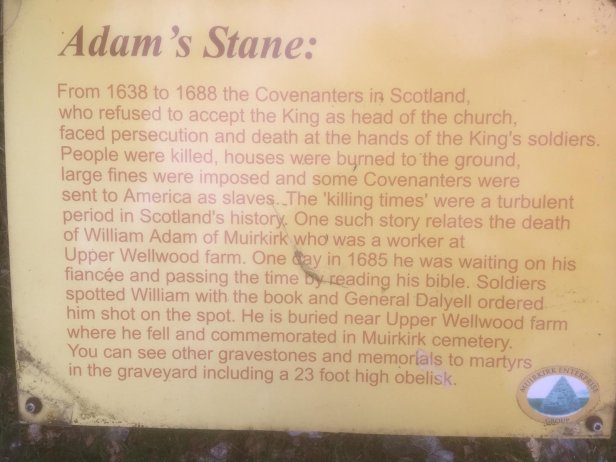 Adam's Stane:
From 1638 to 1688 the Covenanters in Scotland,
who refused to accept the King as head of the church,
faced persecution and death at the hands of the King's soldiers.
People were killed, houses were burned to the ground,
large fines were imposed and some Covenanters were
sent to America as slaves. The 'killing times' were a turbulent
period in Scotland's history. One such story relates the death
of William Adam of Muirkirk who was a worker at
Upper Wellwood farm. One day in 1685 he was waiting on his
fiancée and passing the time by reading his bible. Soldiers
spotted William with the book and General Dalyell ordered
him shot on the spot. He is buried near Upper Wellwood farm
where he fell and commemorated in Muirkirk cemetery.
You can see other gravestones and memorials to martyrs
in the graveyard including a 23 foot high obelisk.
MUIRKIRK ENTERPRISE
GROUP